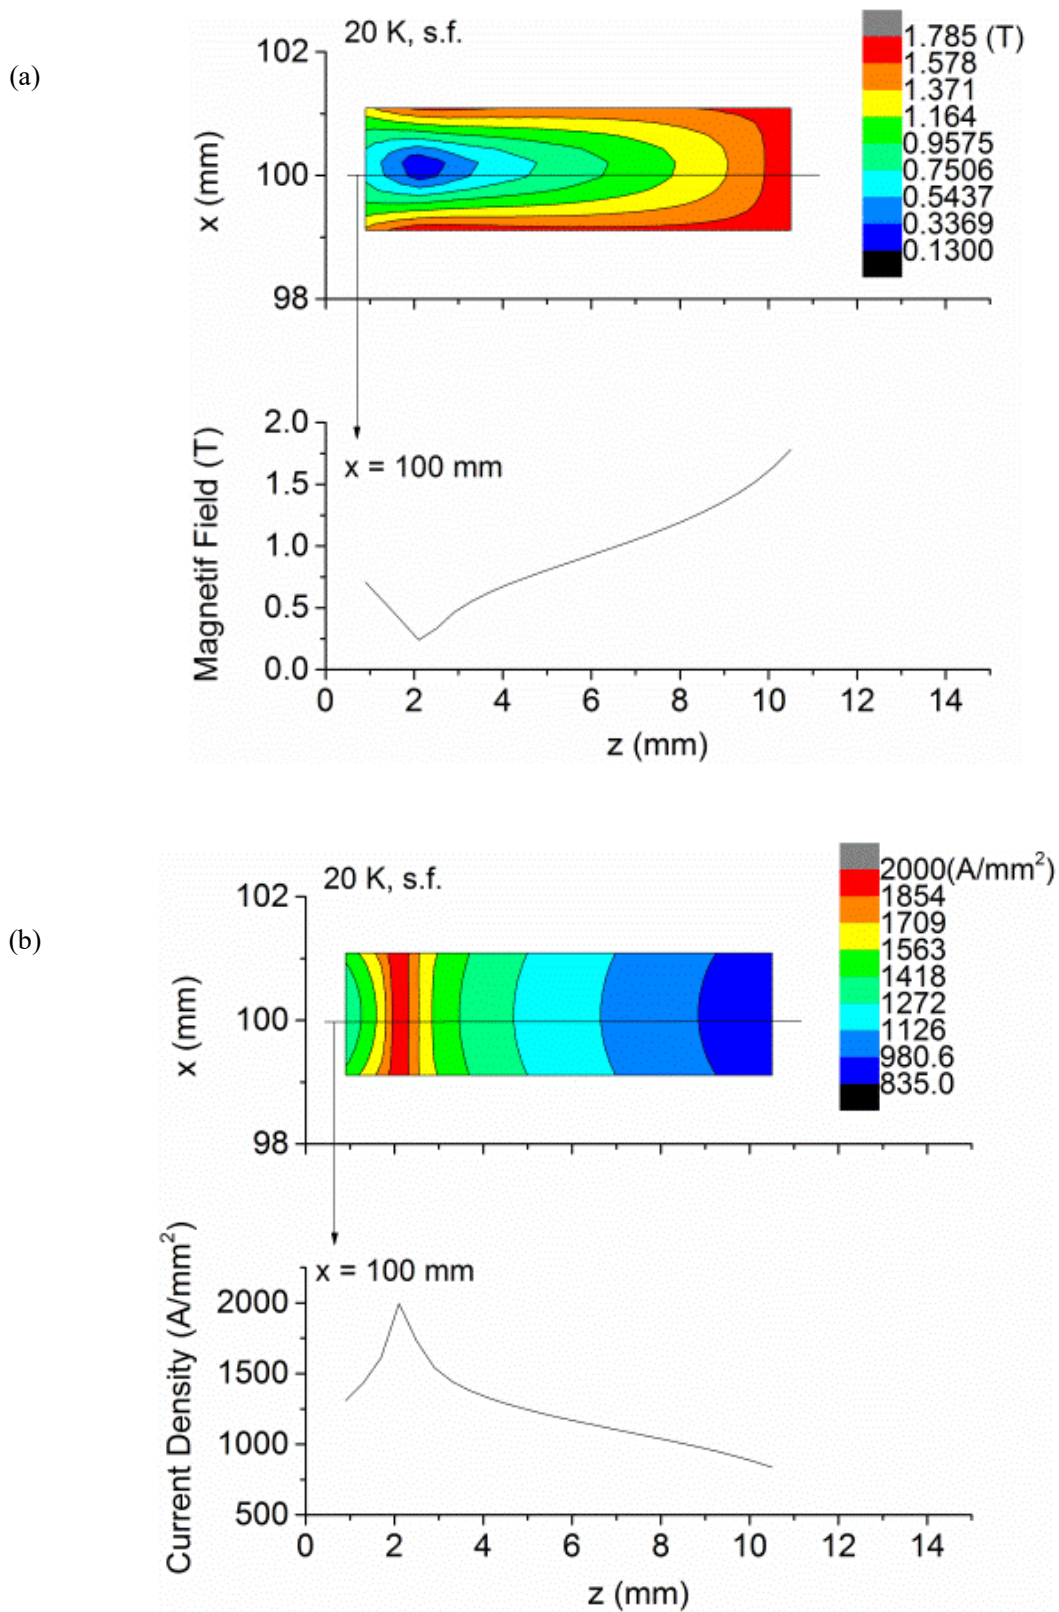 (a)
20 K, s.f.
102
100
98
x (mm)
1.785 (T)
1.578
1.371
1.164
0.9575
0.7506
0.5437
0.3369
0.1300
Magnetif Field (T)
2.0
1.5
1.0
0.5
0.0
x = 100 mm
0 2 4 6 8 10 12 14
z (mm)
(b)
20 K, s.f.
102
100
98
x (mm)
2000(A/mm²)
1854
1709
1563
1418
1272
1126
980.6
835.0
Current Density (A/mm²)
2000
1500
1000
500
x = 100 mm
0 2 4 6 8 10 12 14
z (mm)